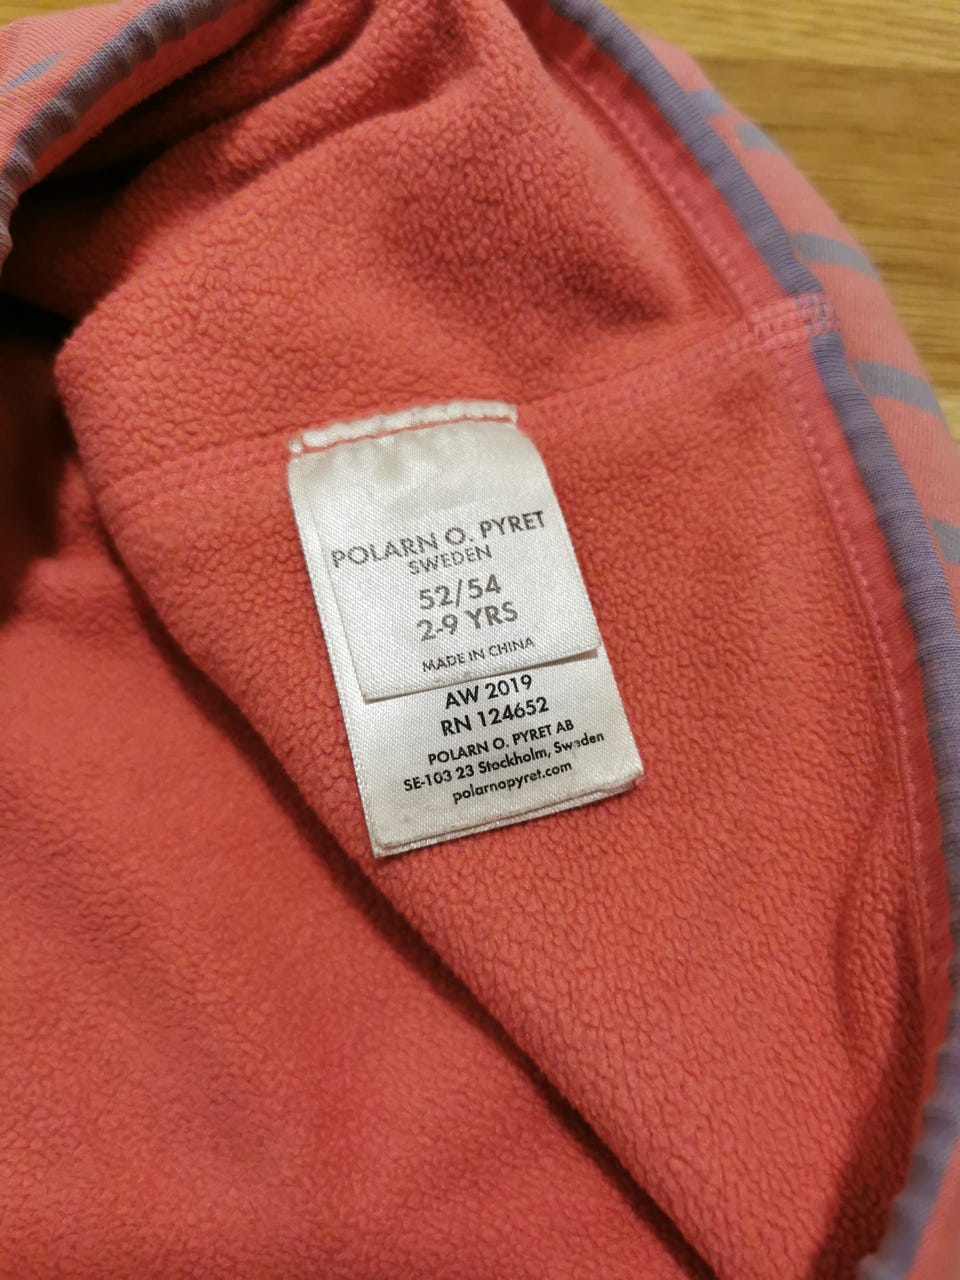 POLARN O. PYRET
SWEDEN
52/54
2-9 YRS
MADE IN CHINA
AW 2019
RN 124652
POLARN O. PYRET AB
SE-103 23 Stockholm, Sweden
polarnopyret.com